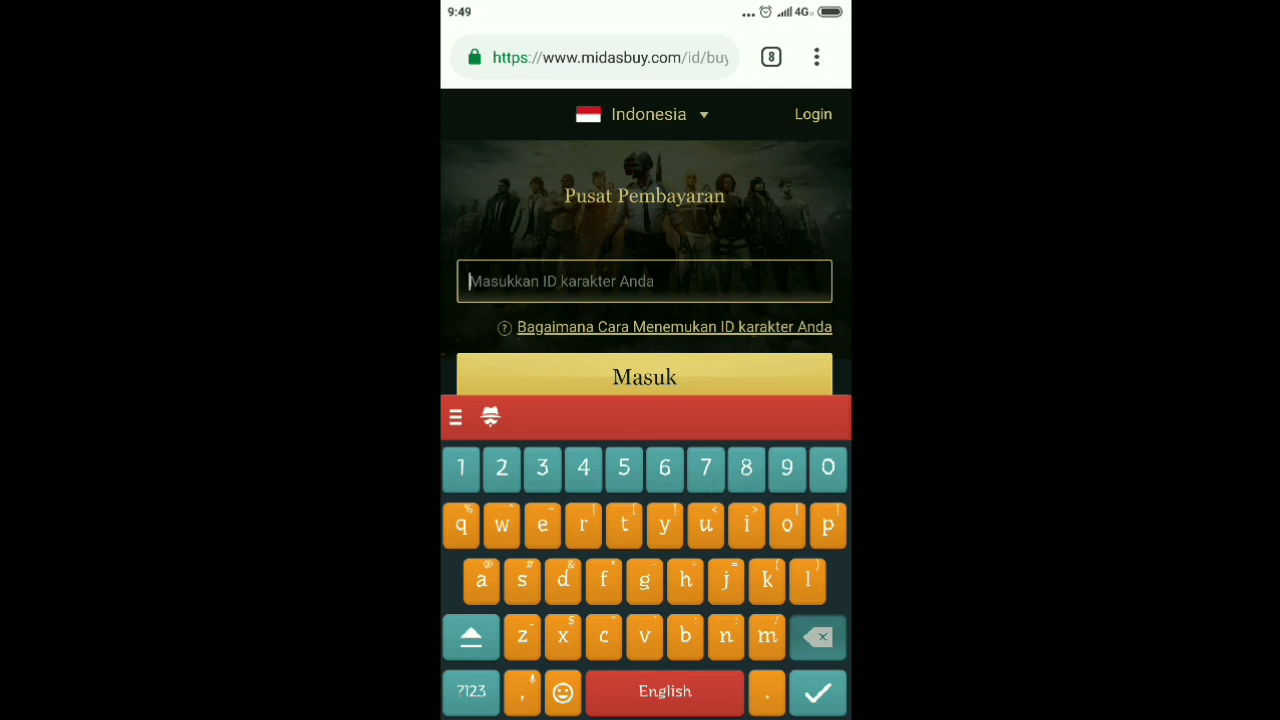 9:49
4G
https://www.midasbuy.com/id/buy
8
Indonesia
Login
Pusat Pembayaran
Masukkan ID karakter Anda
? Bagaimana Cara Menemukan ID karakter Anda
Masuk
1 2 3 4 5 6 7 8 9 0
q w e r t y u i o p
a s d f g h j k l
z x c v b n m
?123 , English .